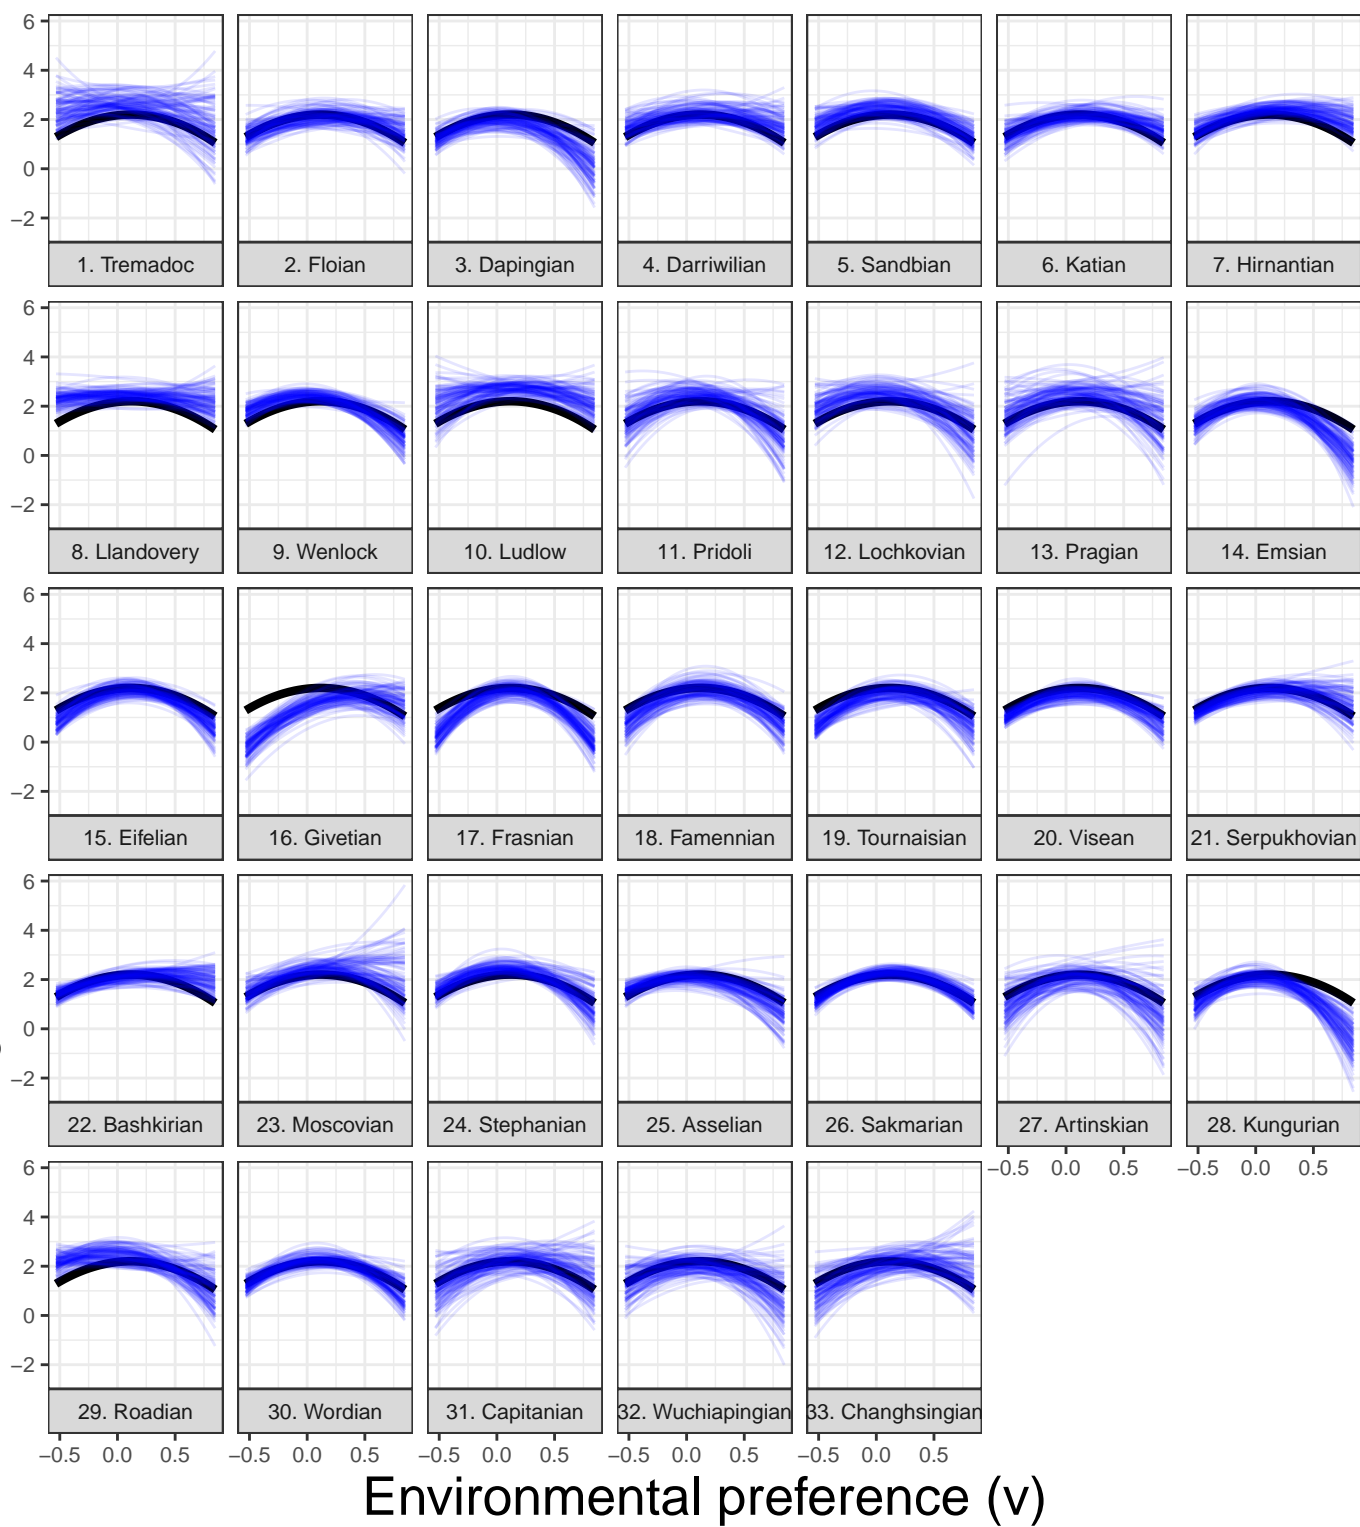 6
4
2
0
−2
1. Tremadoc
2. Floian
3. Dapingian
4. Darriwilian
5. Sandbian
6. Katian
7. Hirnantian
6
4
2
0
−2
8. Llandovery
9. Wenlock
10. Ludlow
11. Pridoli
12. Lochkovian
13. Pragian
14. Emsian
6
4
2
0
−2
15. Eifelian
16. Givetian
17. Frasnian
18. Famennian
19. Tournaisian
20. Visean
21. Serpukhovian
6
4
2
0
−2
22. Bashkirian
23. Moscovian
24. Stephanian
25. Asselian
26. Sakmarian
27. Artinskian
28. Kungurian
−0.5 0.0 0.5
−0.5 0.0 0.5
6
4
2
0
−2
29. Roadian
30. Wordian
31. Capitanian
32. Wuchiapingian
33. Changhsingian
−0.5 0.0 0.5
−0.5 0.0 0.5
−0.5 0.0 0.5
−0.5 0.0 0.5
−0.5 0.0 0.5
Environmental preference (v)